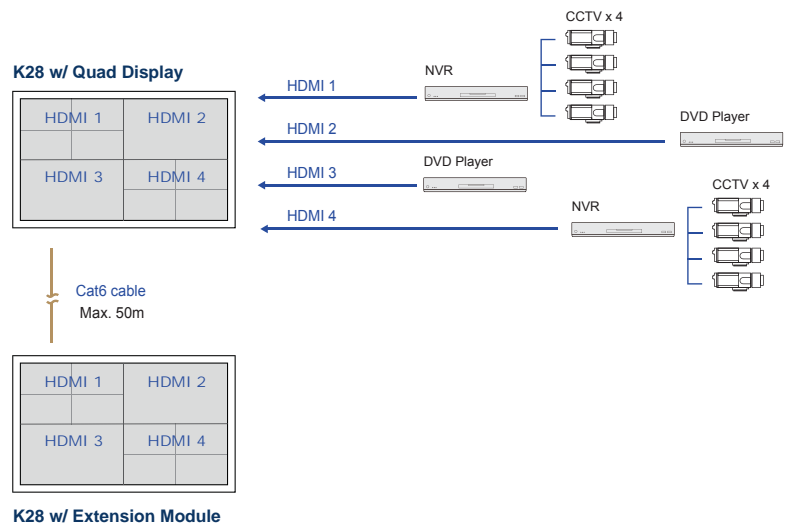 CCTV x 4
K28 w/ Quad Display
NVR
HDMI 1
HDMI 1
HDMI 2
HDMI 2
DVD Player
HDMI 3
HDMI 4
HDMI 3
DVD Player
HDMI 4
NVR
CCTV x 4
Cat6 cable
Max. 50m
HDMI 1
HDMI 2
HDMI 3
HDMI 4
K28 w/ Extension Module